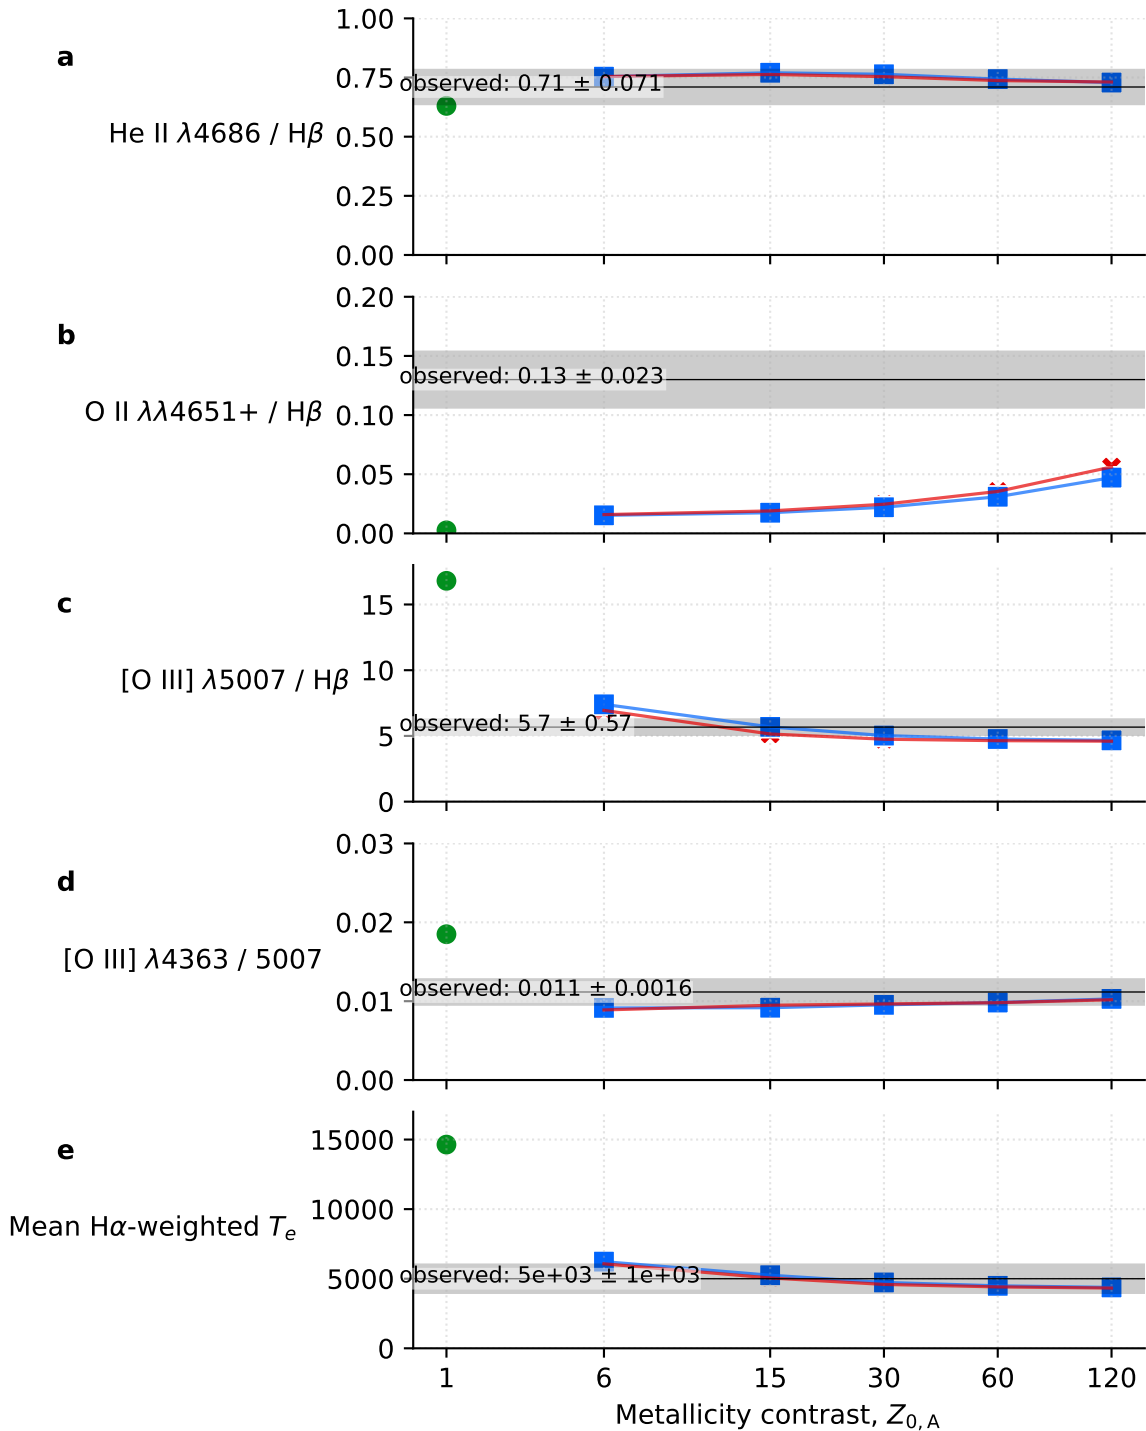 a
He II λ4686 / Hβ
1.00
0.75
0.50
0.25
0.00
observed: 0.71 ± 0.071
b
O II λλ4651+ / Hβ
0.20
0.15
0.10
0.05
0.00
observed: 0.13 ± 0.023
c
[O III] λ5007 / Hβ
15
10
5
0
observed: 5.7 ± 0.57
d
[O III] λ4363 / 5007
0.03
0.02
0.01
0.00
observed: 0.011 ± 0.0016
e
Mean Hα-weighted Te
15000
10000
5000
0
observed: 5e+03 ± 1e+03
1 6 15 30 60 120
Metallicity contrast, Z0, A